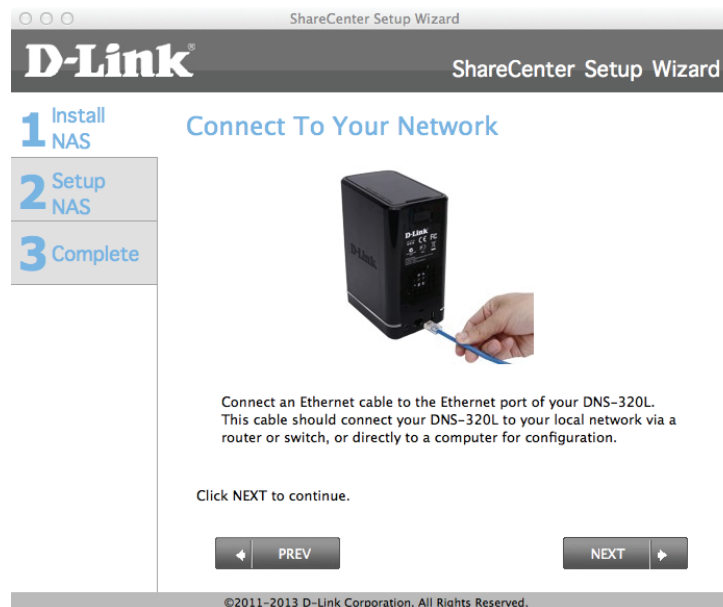 ShareCenter Setup Wizard
D-Link®
ShareCenter Setup Wizard
1 Install
NAS
2 Setup
NAS
3 Complete
Connect To Your Network
D-Link
D-Link
Connect an Ethernet cable to the Ethernet port of your DNS-320L.
This cable should connect your DNS-320L to your local network via a
router or switch, or directly to a computer for configuration.
Click NEXT to continue.
PREV
NEXT
©2011-2013 D-Link Corporation. All Rights Reserved.